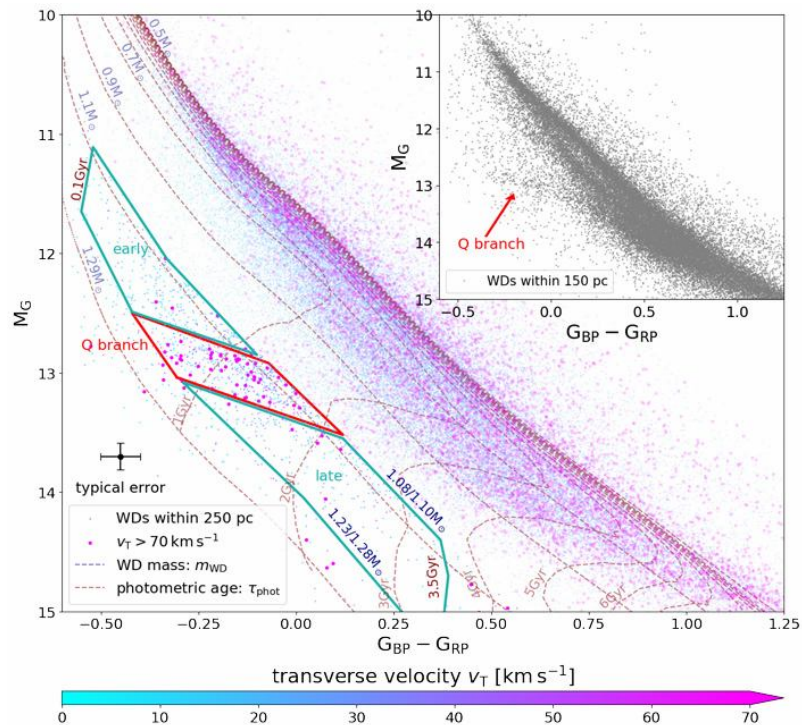 10
11
12
13
14
15
M_G
−0.50
−0.25
0.00
0.25
0.50
0.75
1.00
1.25
G_BP − G_RP
0.5M⊙
0.7M⊙
0.9M⊙
1.1M⊙
1.29M⊙
0.1Gyr
early
Q branch
1Gyr
late
2Gyr
3Gyr
1.08/1.10M⊙
1.23/1.28M⊙
3.5Gyr
4Gyr
5Gyr
6Gyr
typical error
WDs within 250 pc
v_T > 70 km s⁻¹
WD mass: m_WD
photometric age: τ_phot
10
11
12
13
14
15
M_G
Q branch
WDs within 150 pc
−0.5
0.0
0.5
1.0
G_BP − G_RP
transverse velocity v_T [km s⁻¹]
0
10
20
30
40
50
60
70